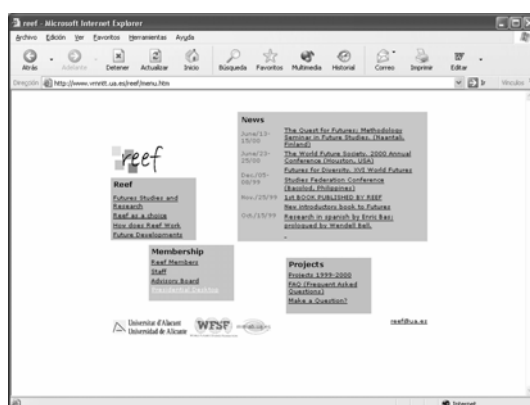 reef - Microsoft Internet Explorer
Archivo Edición Ver Favoritos Herramientas Ayuda
Atrás Adelante Detener Actualizar Inicio Búsqueda Favoritos Multimedia Historial Correo Imprimir Editar
Dirección http://www.vmrtt.ua.es/reef/menu.htm Ir Vínculos
reef
News
June/13-15/00 The Quest for Futures; Methodology
Seminar in Future Studies. (Naantali,
Finland)
June/23-25/00 The World Future Society, 2000 Annual
Conference (Houston, USA)
Dec./05-08/99 Futures for Diversity. XVI World Futures
Studies Federation Conference
(Bacolod, Philippines)
Nov./25/99 1st BOOK PUBLISHED BY REEF
New introductors book to Futures
Oct./15/99 Research in spanish by Enric Bas;
prologued by Wendell Bell.
Reef
Futures Studies and
Research
Reef as a choice
How does Reef Work
Future Developments
Membership
Reef Members
Staff
Advisors Board
Presidential Desktop
Projects
Projects 1999-2000
FAQ (Frequent Asked
Questions)
Make a Question?
Universitat d'Alacant
Universidad de Alicante
WFSF
reef@ua.es
Internet